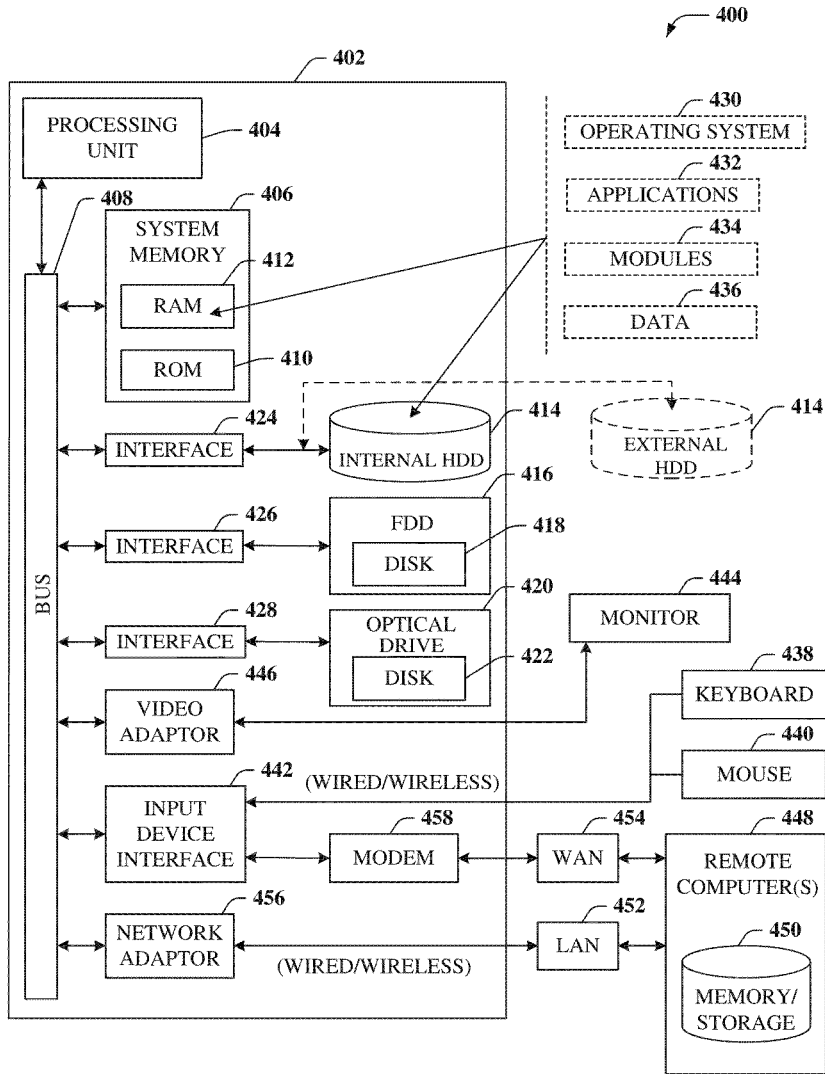 400
402
PROCESSING
UNIT
404
430
OPERATING SYSTEM
432
APPLICATIONS
434
MODULES
436
DATA
408
406
SYSTEM
MEMORY
412
RAM
410
ROM
424
INTERFACE
INTERNAL HDD
414
EXTERNAL
HDD
414
426
INTERFACE
416
FDD
418
DISK
BUS
428
INTERFACE
420
OPTICAL
DRIVE
422
DISK
444
MONITOR
446
VIDEO
ADAPTOR
438
KEYBOARD
440
MOUSE
442
INPUT
DEVICE
INTERFACE
(WIRED/WIRELESS)
458
MODEM
454
WAN
448
REMOTE
COMPUTER(S)
456
NETWORK
ADAPTOR
(WIRED/WIRELESS)
452
LAN
450
MEMORY/
STORAGE